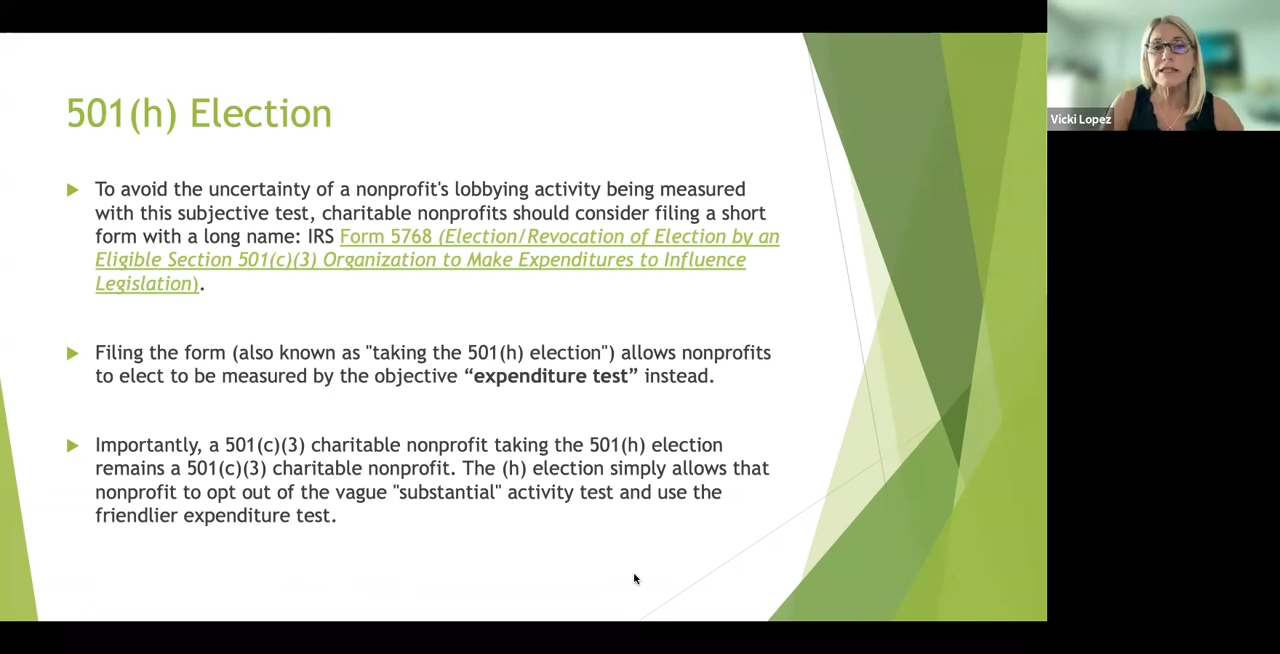 501(h) Election
To avoid the uncertainty of a nonprofit's lobbying activity being measured
with this subjective test, charitable nonprofits should consider filing a short
form with a long name: IRS Form 5768 (Election/Revocation of Election by an
Eligible Section 501(c)(3) Organization to Make Expenditures to Influence
Legislation).
Filing the form (also known as "taking the 501(h) election") allows nonprofits
to elect to be measured by the objective “expenditure test” instead.
Importantly, a 501(c)(3) charitable nonprofit taking the 501(h) election
remains a 501(c)(3) charitable nonprofit. The (h) election simply allows that
nonprofit to opt out of the vague "substantial" activity test and use the
friendlier expenditure test.
Vicki Lopez